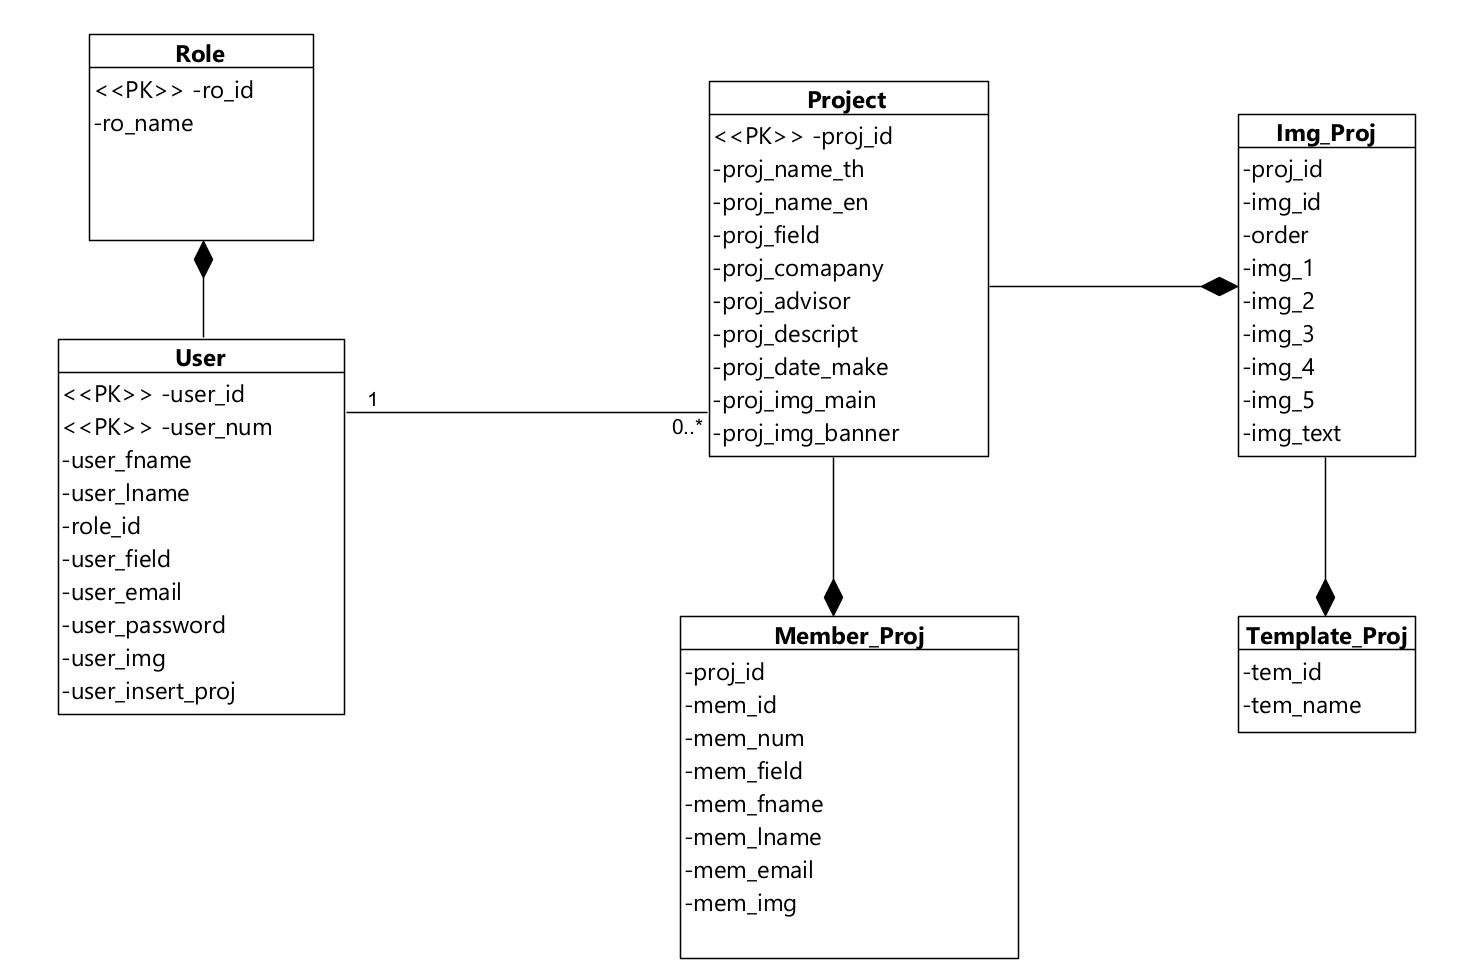 Role
<<PK>> -ro_id
-ro_name
User
<<PK>> -user_id
<<PK>> -user_num
-user_fname
-user_lname
-role_id
-user_field
-user_email
-user_password
-user_img
-user_insert_proj
1
0..*
Project
<<PK>> -proj_id
-proj_name_th
-proj_name_en
-proj_field
-proj_comapany
-proj_advisor
-proj_descript
-proj_date_make
-proj_img_main
-proj_img_banner
Member_Proj
-proj_id
-mem_id
-mem_num
-mem_field
-mem_fname
-mem_lname
-mem_email
-mem_img
Img_Proj
-proj_id
-img_id
-order
-img_1
-img_2
-img_3
-img_4
-img_5
-img_text
Template_Proj
-tem_id
-tem_name